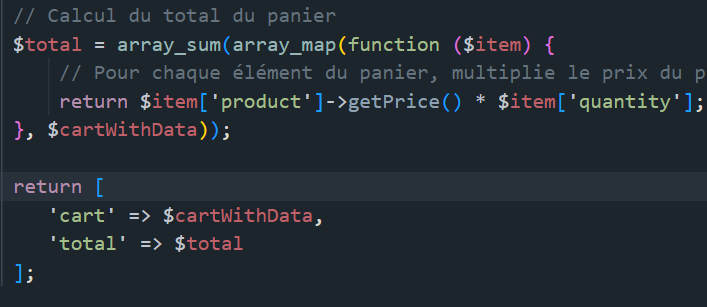 // Calcul du total du panier
$total = array_sum(array_map(function ($item) {
// Pour chaque élément du panier, multiplie le prix du
return $item['product']->getPrice() * $item['quantity'];
}, $cartWithData));
return [
'cart' => $cartWithData,
'total' => $total
];